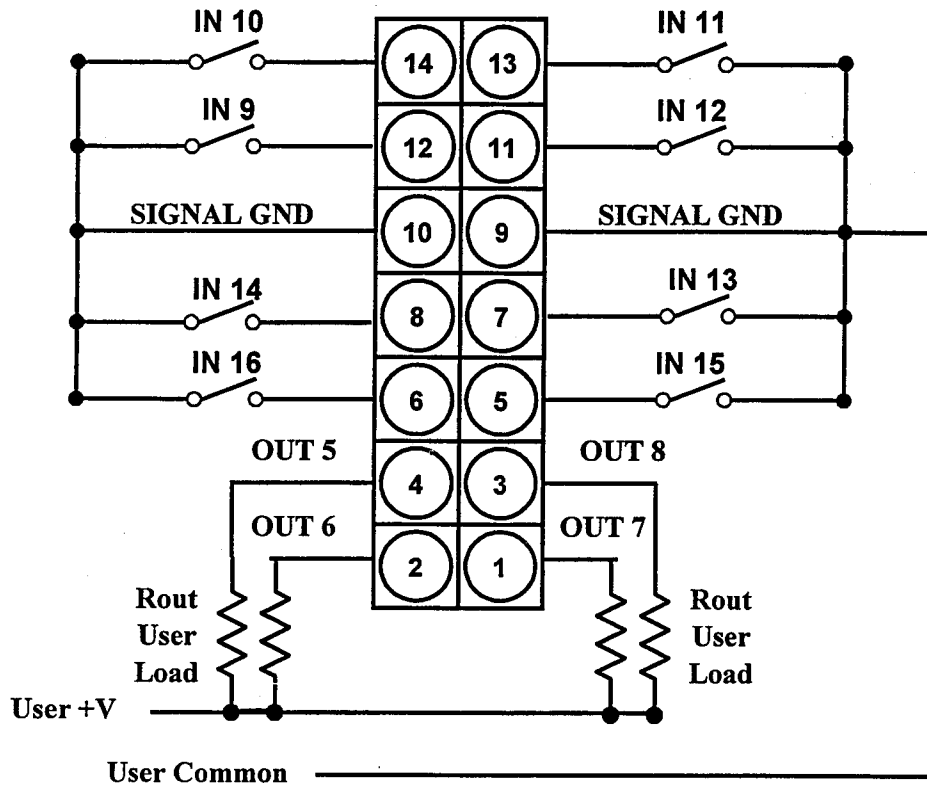 IN 10 IN 11
14 13
IN 9 IN 12
12 11
SIGNAL GND SIGNAL GND
10 9
IN 14 IN 13
8 7
IN 16 IN 15
6 5
OUT 5 OUT 8
4 3
OUT 6 OUT 7
2 1
Rout Rout
User User
Load Load
User +V
User Common